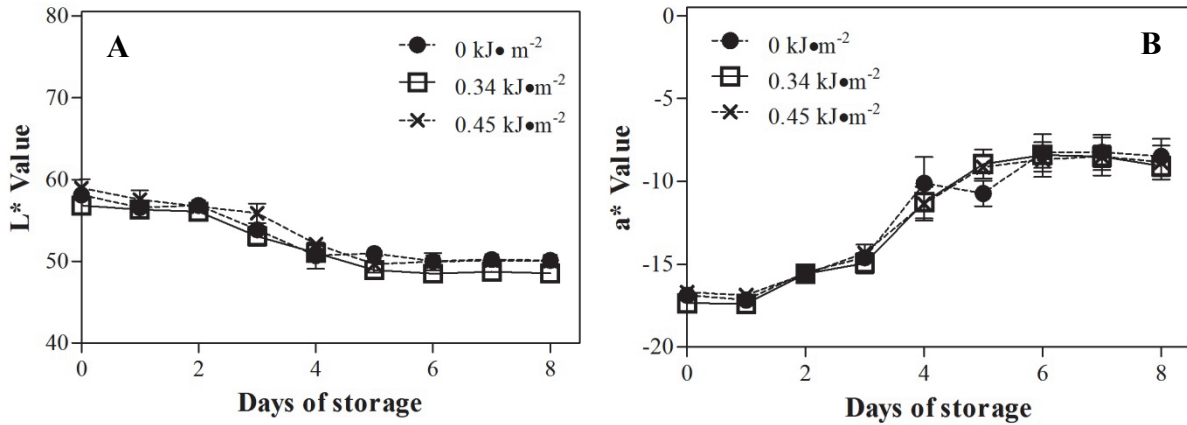 A
0 kJ● m-2
0.34 kJ●m-2
0.45 kJ●m-2
80
70
60
50
40
L* Value
0 2 4 6 8
Days of storage
B
0 kJ●m-2
0.34 kJ●m-2
0.45 kJ●m-2
0
-5
-10
-15
-20
a* Value
0 2 4 6 8
Days of storage